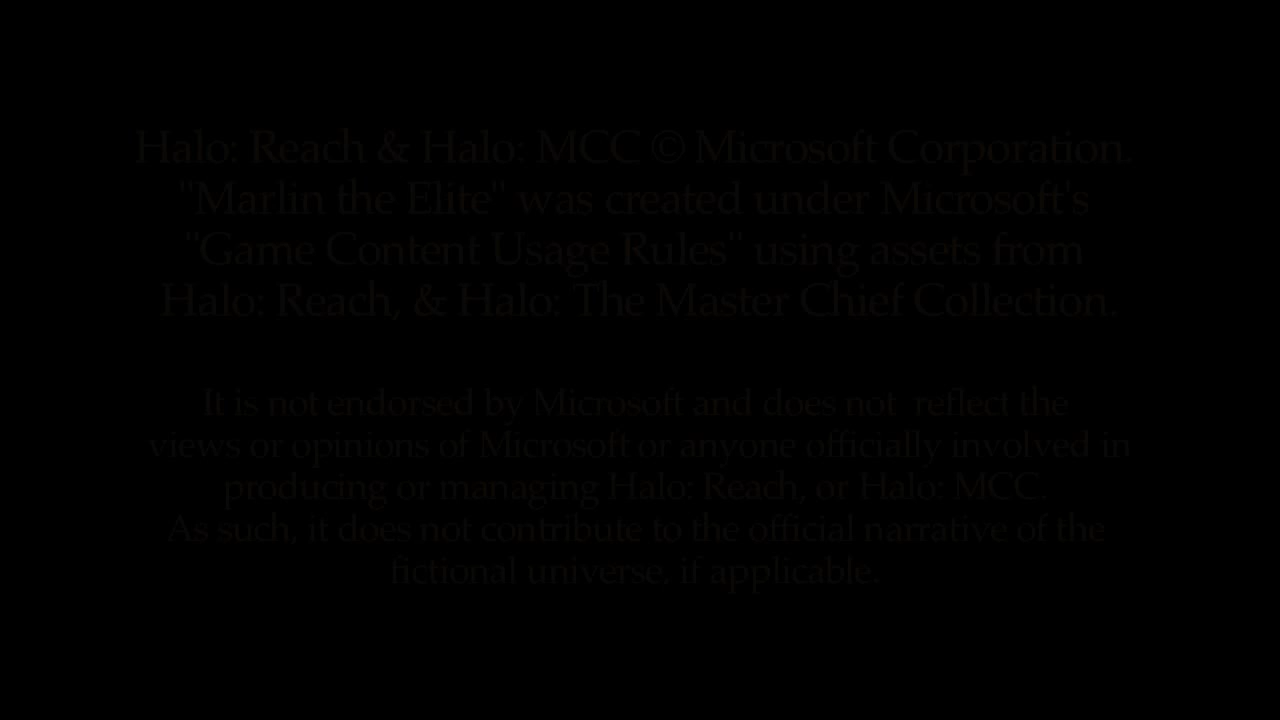 Halo: Reach & Halo: MCC © Microsoft Corporation.
"Marlin the Elite" was created under Microsoft's
"Game Content Usage Rules" using assets from
Halo: Reach, & Halo: The Master Chief Collection.
It is not endorsed by Microsoft and does not  reflect the
views or opinions of Microsoft or anyone officially involved in
producing or managing Halo: Reach, or Halo: MCC.
As such, it does not contribute to the official narrative of the
fictional universe, if applicable.